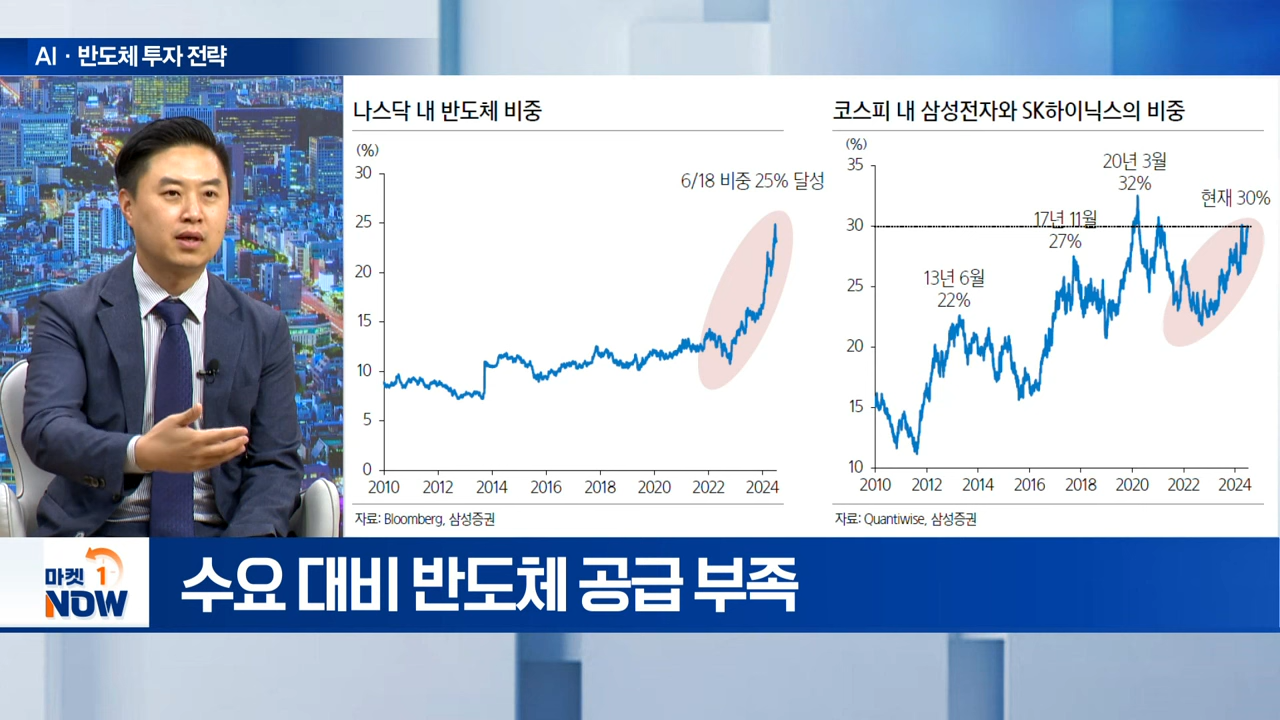 AI · 반도체 투자 전략
나스닥 내 반도체 비중
(%)
30
25
20
15
10
5
0
6/18 비중 25% 달성
2010 2012 2014 2016 2018 2020 2022 2024
자료: Bloomberg, 삼성증권
코스피 내 삼성전자와 SK하이닉스의 비중
(%)
35
30
25
20
15
10
13년 6월
22%
17년 11월
27%
20년 3월
32%
현재 30%
2010 2012 2014 2016 2018 2020 2022 2024
자료: Quantiwise, 삼성증권
마켓 1
NOW
수요 대비 반도체 공급 부족